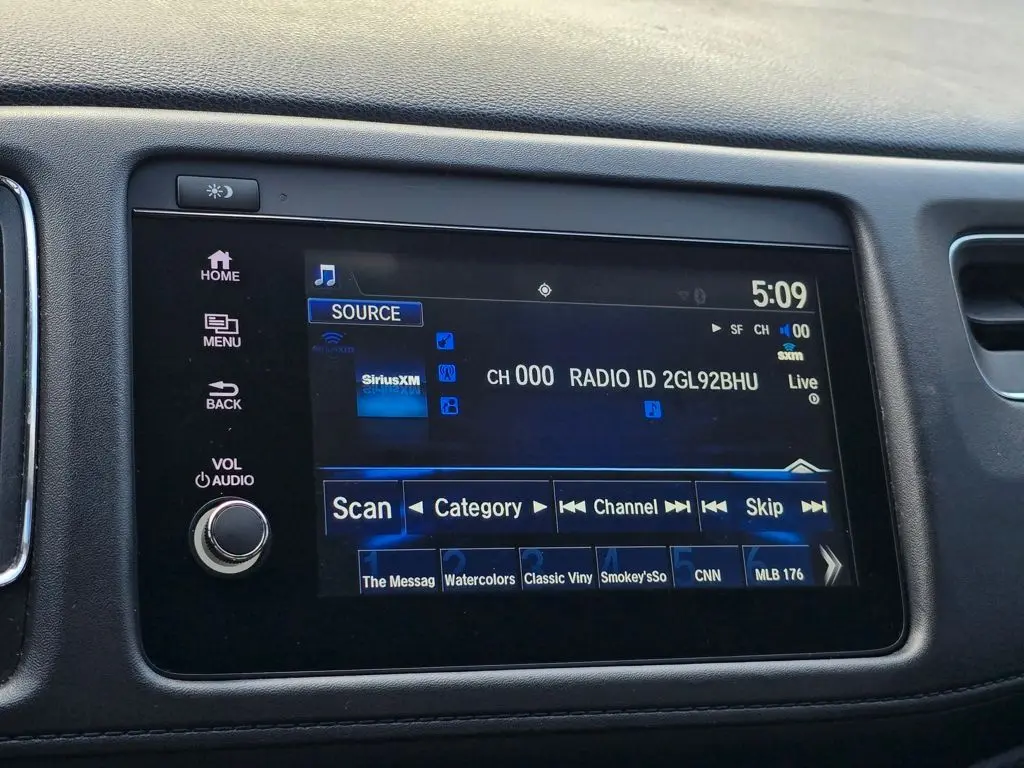 HOME
MENU
BACK
VOL
AUDIO
5:09
SOURCE
SF CH 00
sxm
SiriusXM
CH 000 RADIO ID 2GL92BHU
Live
Scan Category Channel Skip
1 2 3 4 5 6
The Messag Watercolors Classic Viny Smokey'sSo CNN MLB 176